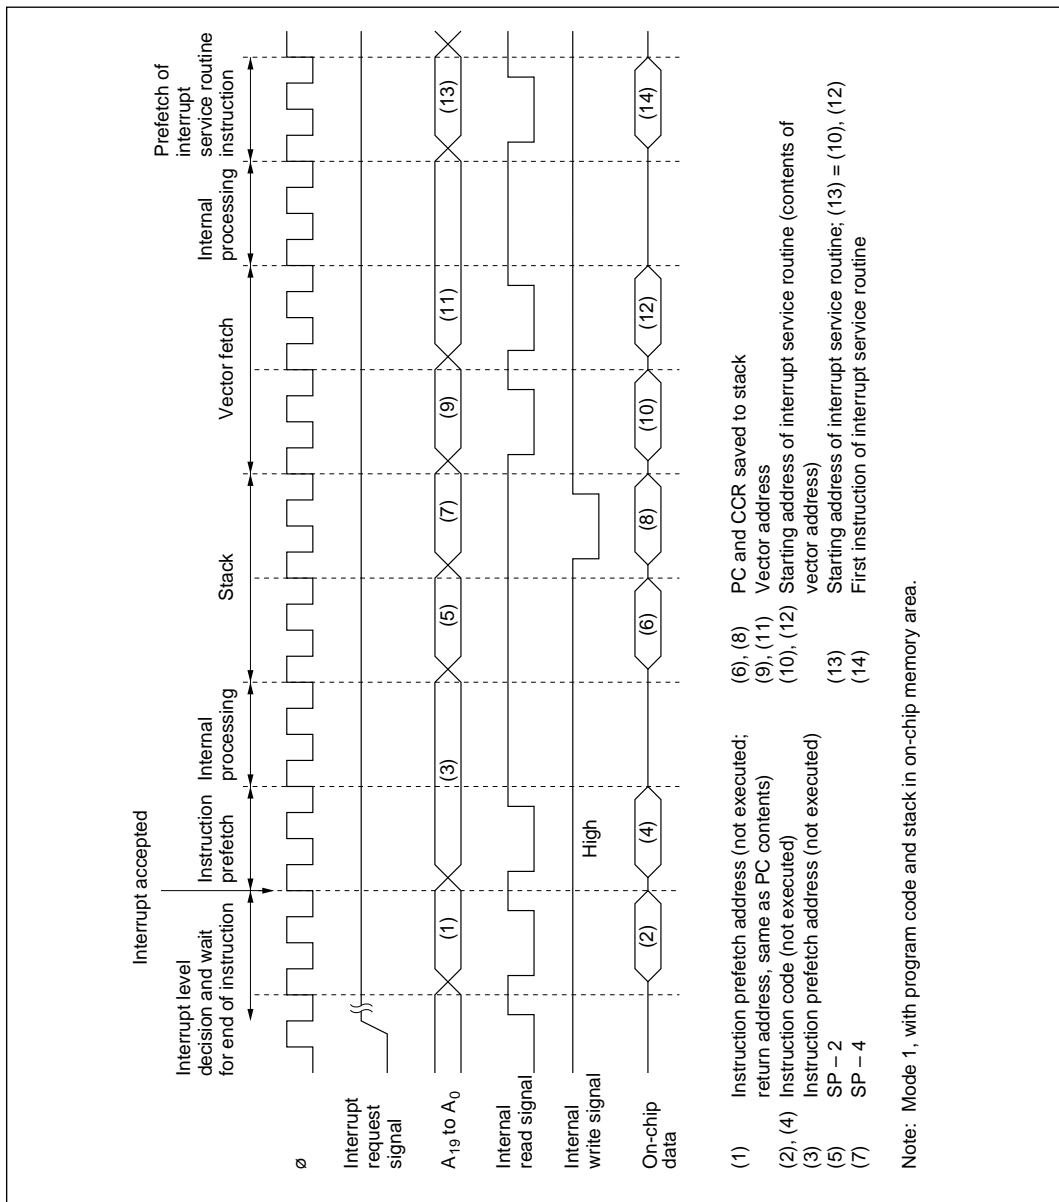 Interrupt accepted
Interrupt level
decision and wait
for end of instruction
Instruction
prefetch
Internal
processing
Stack
Vector fetch
Internal
processing
Prefetch of
interrupt
service routine
instruction
ø
Interrupt
request
signal
A19 to A0
(1)
(3)
(5)
(7)
(9)
(11)
(13)
Internal
read signal
Internal
write signal
High
On-chip
data
(2)
(4)
(6)
(8)
(10)
(12)
(14)
(1) Instruction prefetch address (not executed;
return address, same as PC contents)
(2), (4) Instruction code (not executed)
(3) Instruction prefetch address (not executed)
(5) SP – 2
(7) SP – 4
(6), (8) PC and CCR saved to stack
(9), (11) Vector address
(10), (12) Starting address of interrupt service routine (contents of
vector address)
(13) Starting address of interrupt service routine; (13) = (10), (12)
(14) First instruction of interrupt service routine
Note: Mode 1, with program code and stack in on-chip memory area.